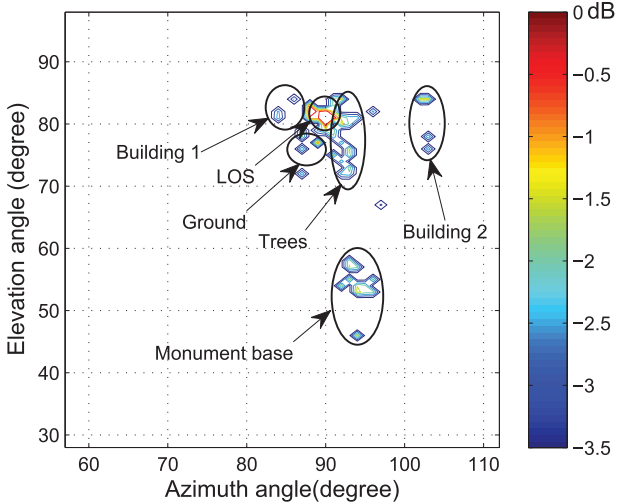 0 dB
90
80
70
60
50
40
30
Elevation angle (degree)
Building 1
LOS
Ground
Trees
Building 2
Monument base
60
70
80
90
100
110
Azimuth angle(degree)
−0.5
−1
−1.5
−2
−2.5
−3
−3.5